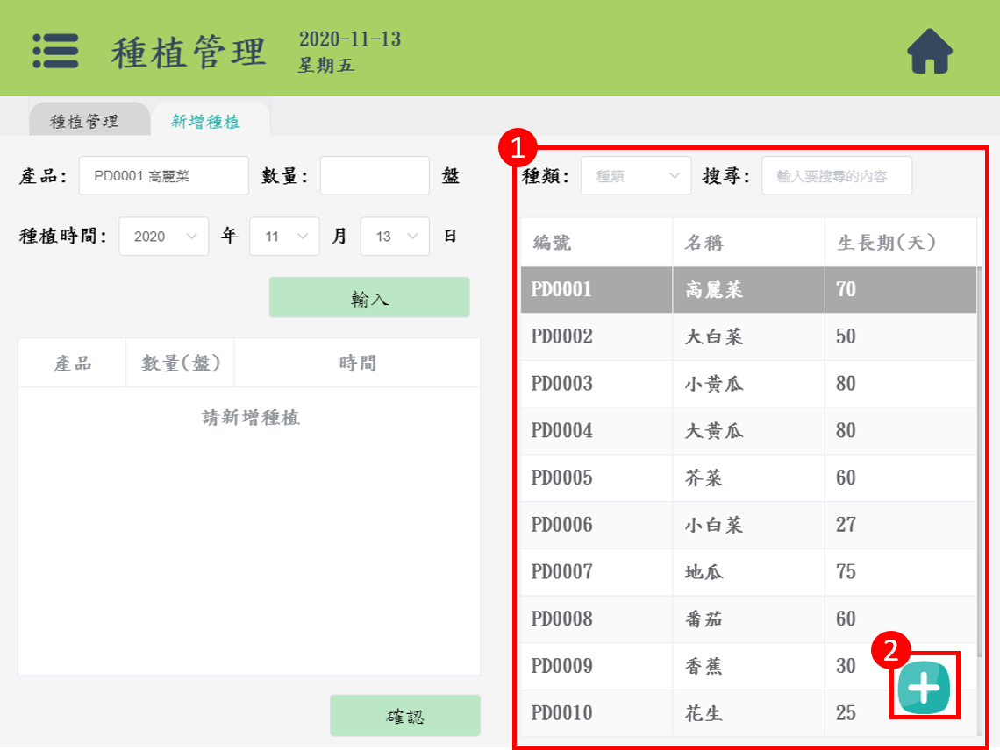 種植管理
2020-11-13
星期五
種植管理
新增種植
產品:
PD0001:高麗菜
數量:
盤
種植時間:
2020
年
11
月
13
日
輸入
產品
數量(盤)
時間
請新增種植
確認
1
種類:
種類
搜尋:
輸入要搜尋的內容
編號 名稱 生長期(天)
PD0001 高麗菜 70
PD0002 大白菜 50
PD0003 小黃瓜 80
PD0004 大黃瓜 80
PD0005 芥菜 60
PD0006 小白菜 27
PD0007 地瓜 75
PD0008 番茄 60
PD0009 香蕉 30
PD0010 花生 25
2